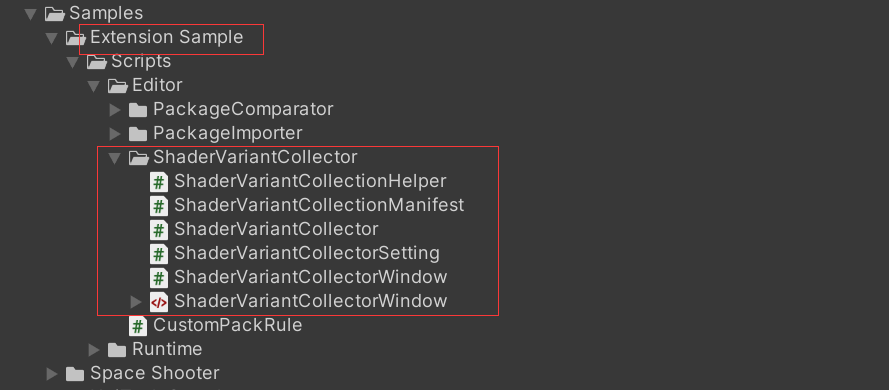 Samples
Extension Sample
Scripts
Editor
PackageComparator
PackageImporter
ShaderVariantCollector
ShaderVariantCollectionHelper
ShaderVariantCollectionManifest
ShaderVariantCollector
ShaderVariantCollectorSetting
ShaderVariantCollectorWindow
ShaderVariantCollectorWindow
CustomPackRule
Runtime
Space Shooter